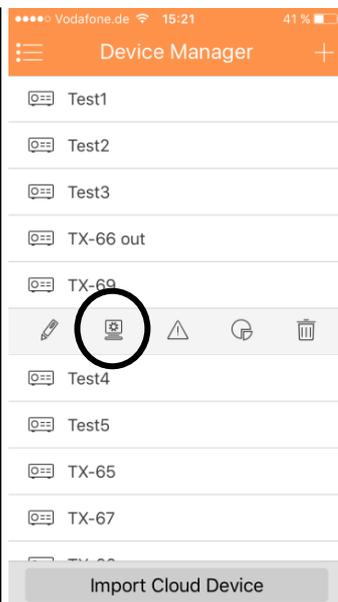 Vodafone.de 15:21 41 %
Device Manager
Test1
Test2
Test3
TX-66 out
TX-69
Test4
Test5
TX-65
TX-67
Import Cloud Device